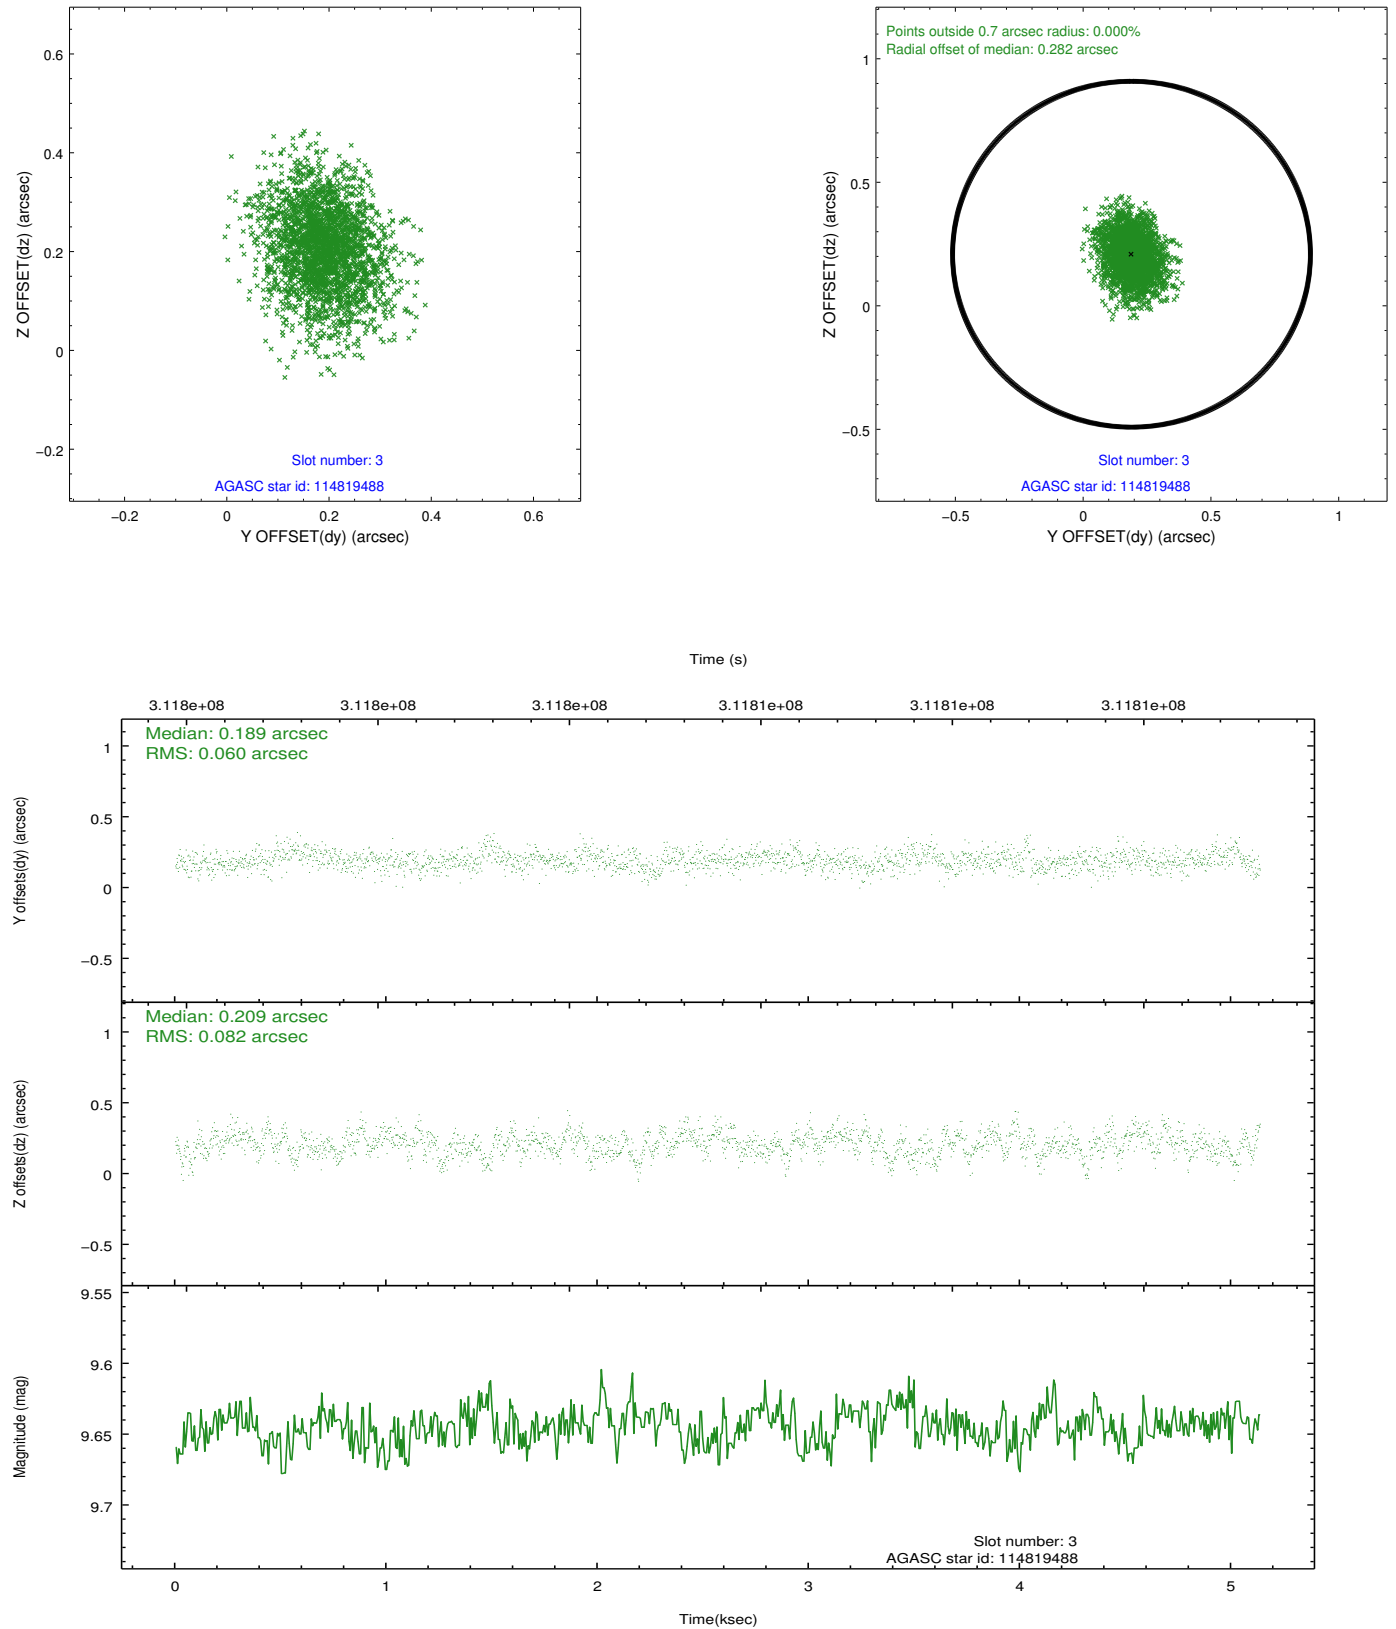 0.6
0.4
0.2
0
−0.2
Z OFFSET(dz) (arcsec)
Slot number: 3
AGASC star id: 114819488
−0.2 0 0.2 0.4 0.6
Y OFFSET(dy) (arcsec)
Points outside 0.7 arcsec radius: 0.000%
Radial offset of median: 0.282 arcsec
1
0.5
0
−0.5
Z OFFSET(dz) (arcsec)
Slot number: 3
AGASC star id: 114819488
−0.5 0 0.5 1
Y OFFSET(dy) (arcsec)
Time (s)
3.118e+08 3.118e+08 3.118e+08 3.1181e+08 3.1181e+08 3.1181e+08
Median: 0.189 arcsec
RMS: 0.060 arcsec
1
0.5
0
−0.5
Y offsets(dy) (arcsec)
Median: 0.209 arcsec
RMS: 0.082 arcsec
1
0.5
0
−0.5
Z offsets(dz) (arcsec)
9.55
9.6
9.65
9.7
Magnitude (mag)
Slot number: 3
AGASC star id: 114819488
0 1 2 3 4 5
Time(ksec)